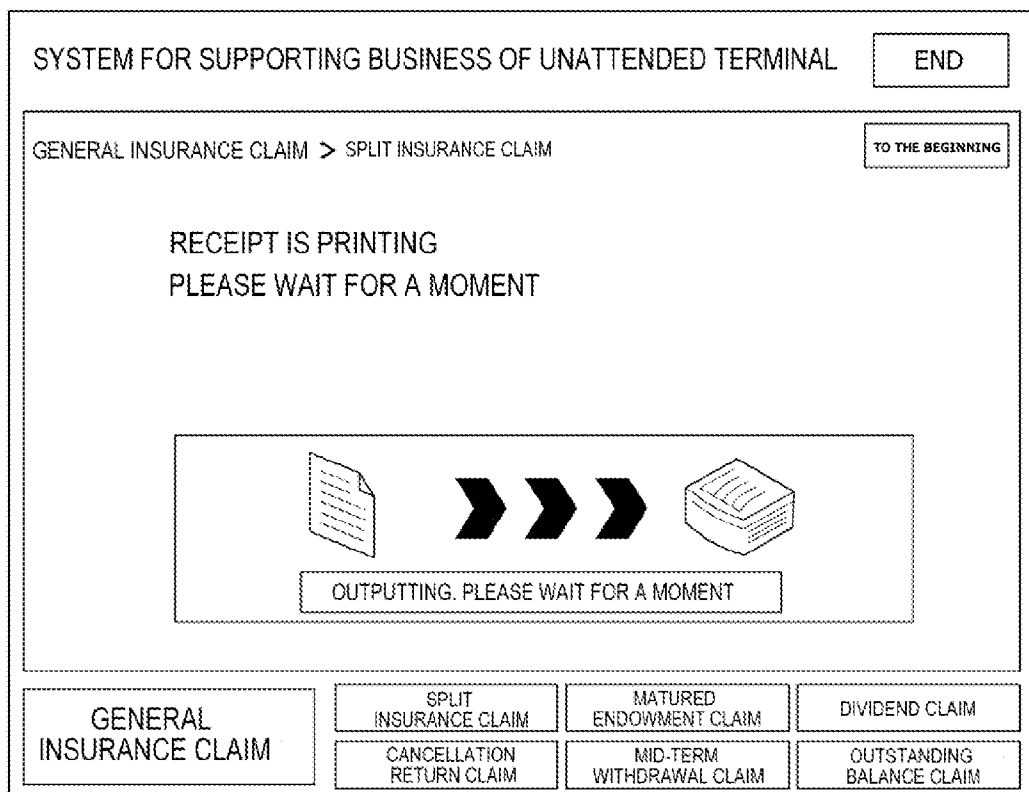 SYSTEM FOR SUPPORTING BUSINESS OF UNATTENDED TERMINAL
END
GENERAL INSURANCE CLAIM > SPLIT INSURANCE CLAIM
TO THE BEGINNING
RECEIPT IS PRINTING
PLEASE WAIT FOR A MOMENT
OUTPUTTING. PLEASE WAIT FOR A MOMENT
GENERAL
INSURANCE CLAIM
SPLIT
INSURANCE CLAIM
MATURED
ENDOWMENT CLAIM
DIVIDEND CLAIM
CANCELLATION
RETURN CLAIM
MID-TERM
WITHDRAWAL CLAIM
OUTSTANDING
BALANCE CLAIM